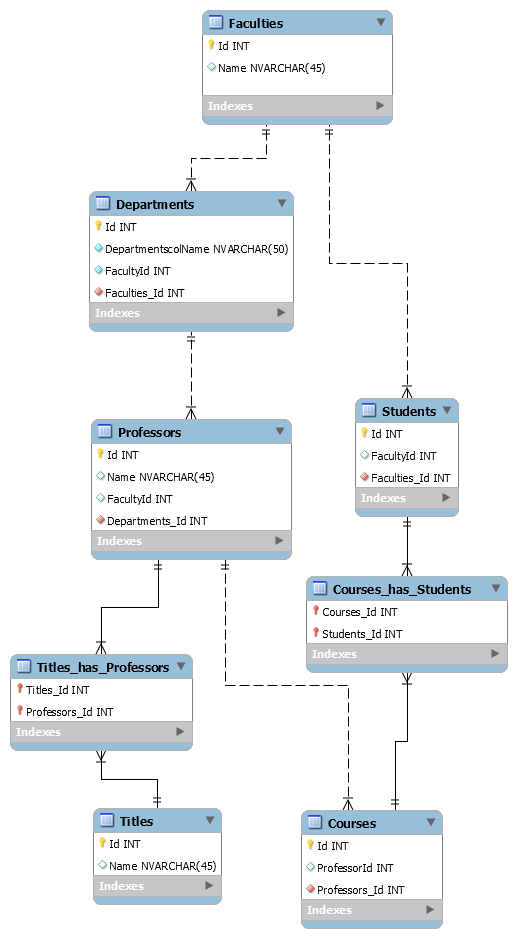 Faculties
Id INT
Name NVARCHAR(45)
Indexes
Departments
Id INT
DepartmentscolName NVARCHAR(50)
FacultyId INT
Faculties_Id INT
Indexes
Professors
Id INT
Name NVARCHAR(45)
FacultyId INT
Departments_Id INT
Indexes
Students
Id INT
FacultyId INT
Faculties_Id INT
Indexes
Courses_has_Students
Courses_Id INT
Students_Id INT
Indexes
Titles_has_Professors
Titles_Id INT
Professors_Id INT
Indexes
Titles
Id INT
Name NVARCHAR(45)
Indexes
Courses
Id INT
ProfessorId INT
Professors_Id INT
Indexes